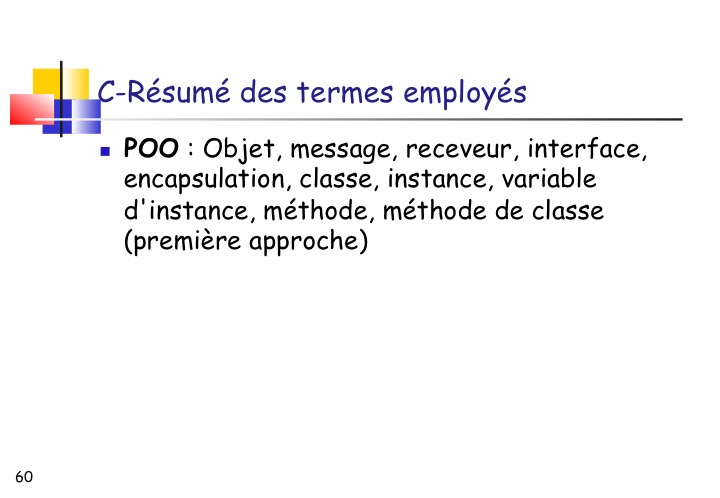 C-Résumé des termes employés
POO : Objet, message, receveur, interface,
encapsulation, classe, instance, variable
d'instance, méthode, méthode de classe
(première approche)
60